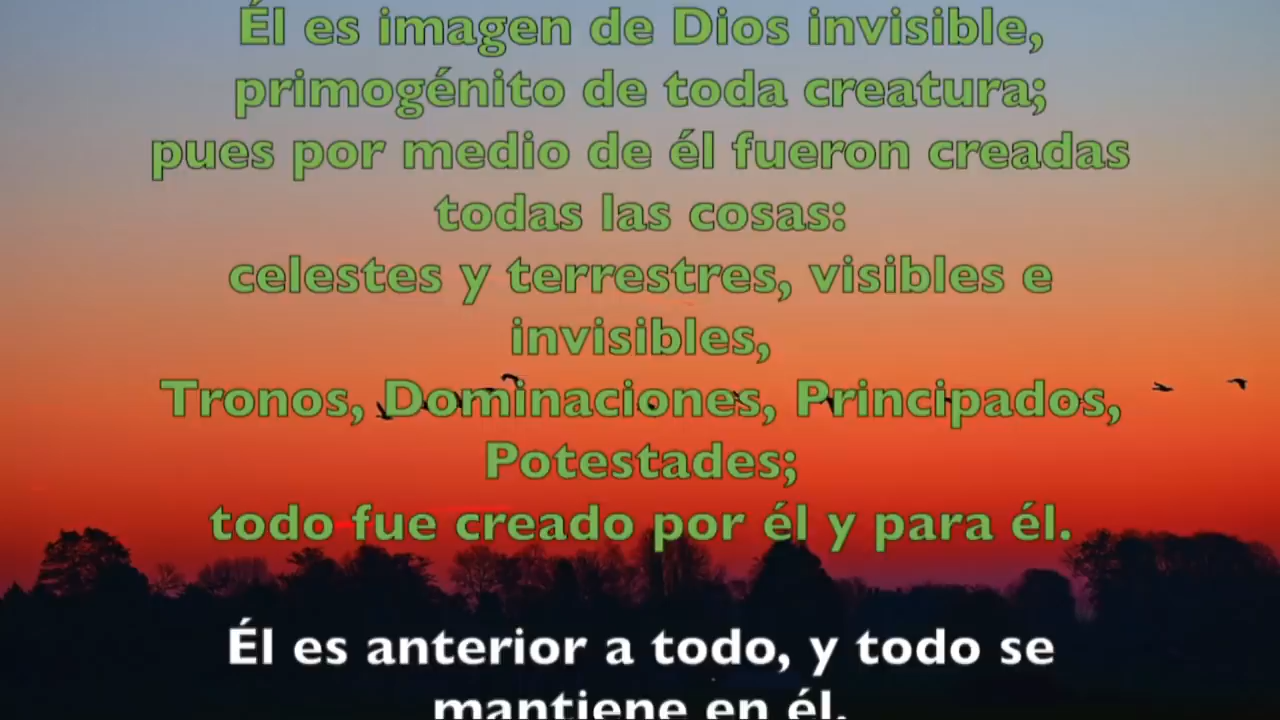 Él es imagen de Dios invisible,
primogénito de toda creatura;
pues por medio de él fueron creadas
todas las cosas:
celestes y terrestres, visibles e
invisibles,
Tronos, Dominaciones, Principados,
Potestades;
todo fue creado por él y para él.
Él es anterior a todo, y todo se
mantiene en él.